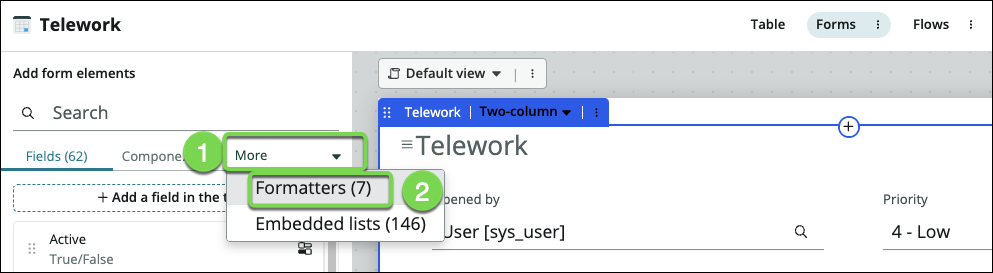 Telework
Table
Forms
Flows
Add form elements
Default view
Search
Telework | Two-column
Telework
Fields (62)
Compone
1
More
Formatters (7)
2
Embedded lists (146)
+ Add a field in the t
Active
True/False
pened by
User [sys_user]
Priority
4 - Low